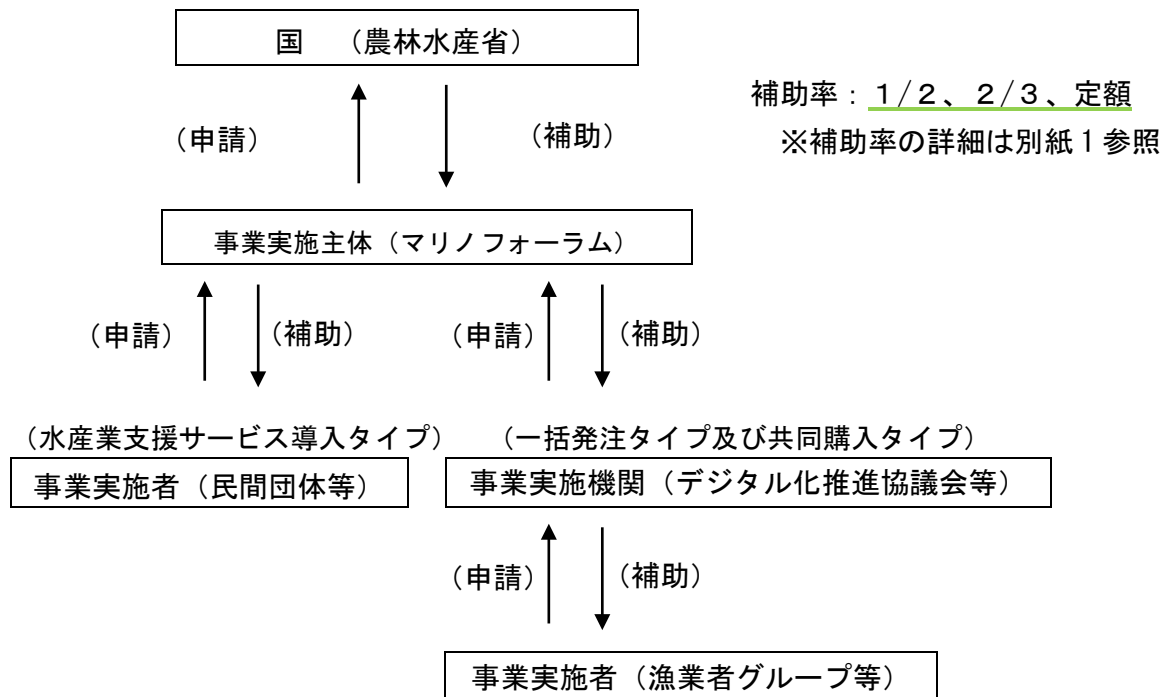 国　（農林水産省）
補助率：１/２、２/３、定額
※補助率の詳細は別紙１参照
（申請）
（補助）
事業実施主体（マリノフォーラム）
（申請）
（補助）
（申請）
（補助）
（水産業支援サービス導入タイプ）
（一括発注タイプ及び共同購入タイプ）
事業実施者（民間団体等）
事業実施機関（デジタル化推進協議会等）
（申請）
（補助）
事業実施者（漁業者グループ等）